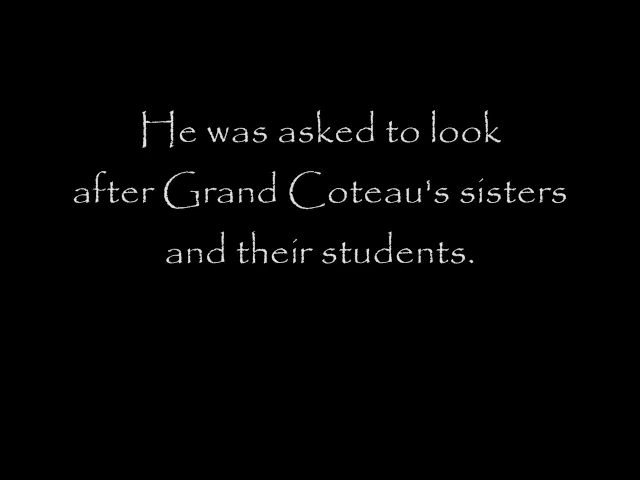 He was asked to look
after Grand Coteau's sisters
and their students.